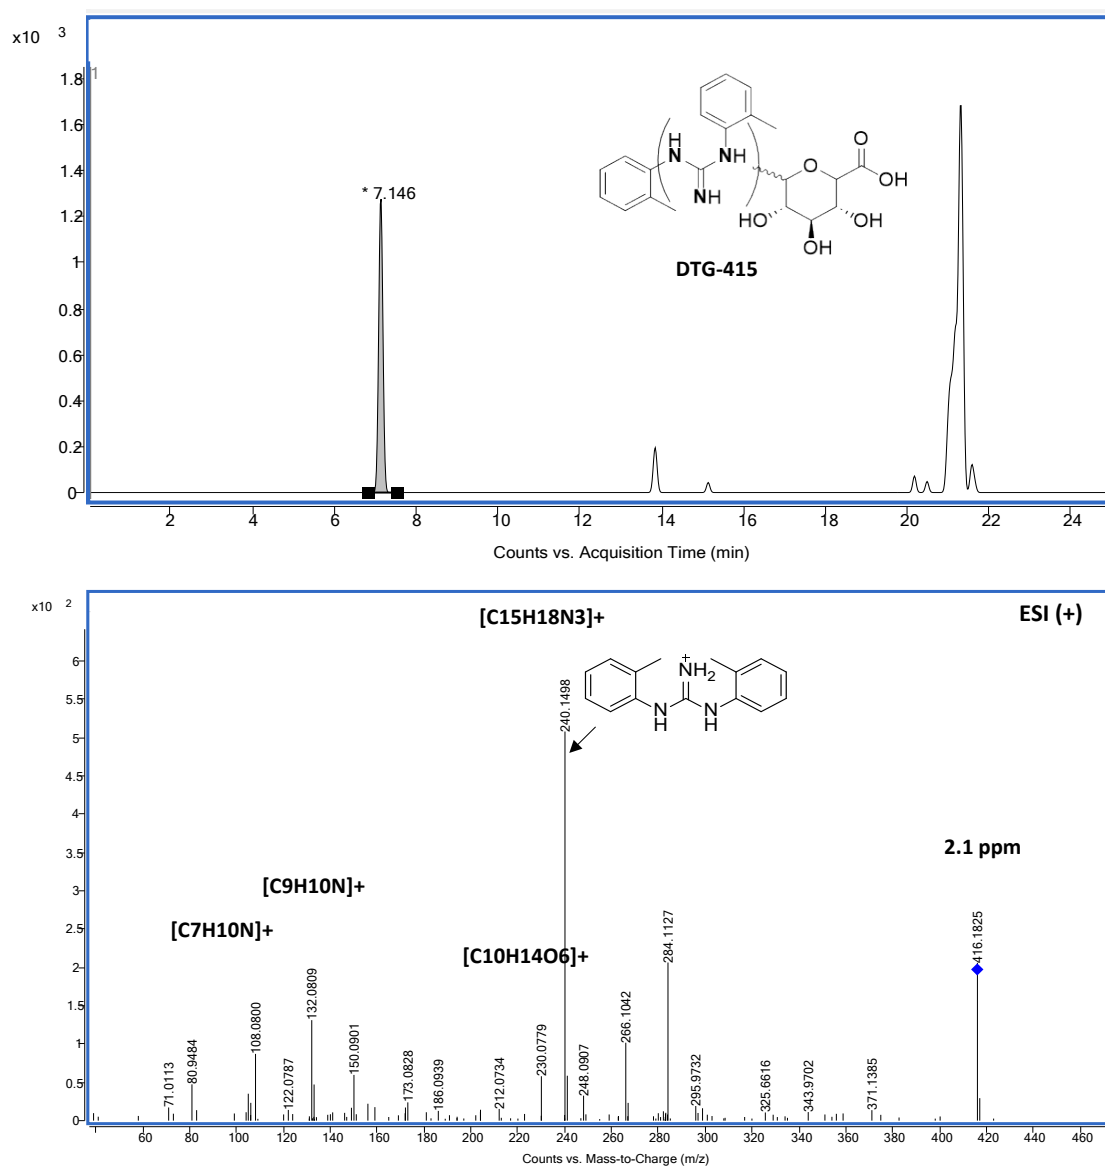 x10 3
1.8
1
1.6
1.4
1.2
1
0.8
0.6
0.4
0.2
0
* 7.146
H
N
NH
NH
O
O
OH
HO
OH
OH
DTG-415
2 4 6 8 10 12 14 16 18 20 22 24
Counts vs. Acquisition Time (min)
x10 2
[C15H18N3]+
ESI (+)
6
5.5
5
4.5
4
3.5
3
2.5
2
1.5
1
0.5
0
+
NH2
N
H
N
H
2.1 ppm
[C9H10N]+
[C7H10N]+
[C10H14O6]+
71.0113
80.9484
108.0800
122.0787
132.0809
150.0901
173.0828
186.0939
212.0734
230.0779
240.1498
248.0907
266.1042
284.1127
295.9732
325.6616
343.9702
371.1385
416.1825
60 80 100 120 140 160 180 200 220 240 260 280 300 320 340 360 380 400 420 440 460
Counts vs. Mass-to-Charge (m/z)